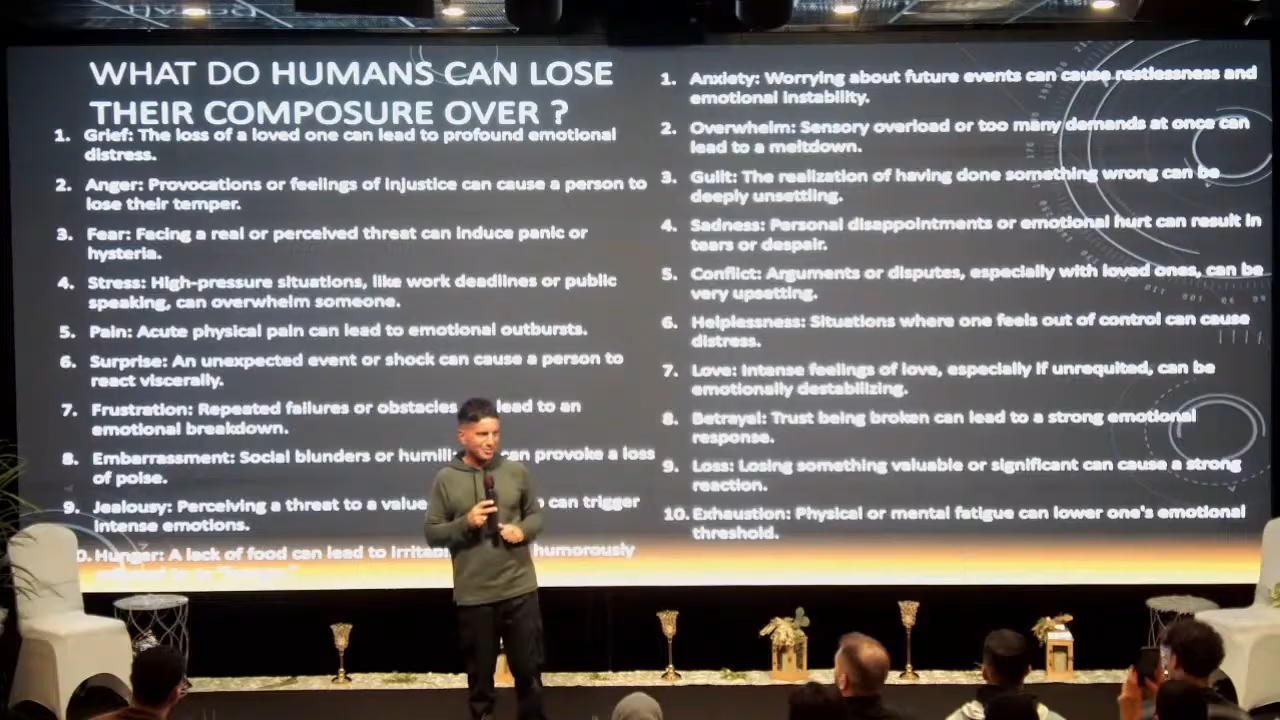 WHAT DO HUMANS CAN LOSE
THEIR COMPOSURE OVER ?
1. Grief: The loss of a loved one can lead to profound emotional
distress.
2. Anger: Provocations or feelings of injustice can cause a person to
lose their temper.
3. Fear: Facing a real or perceived threat can induce panic or
hysteria.
4. Stress: High-pressure situations, like work deadlines or public
speaking, can overwhelm someone.
5. Pain: Acute physical pain can lead to emotional outbursts.
6. Surprise: An unexpected event or shock can cause a person to
react viscerally.
7. Frustration: Repeated failures or obstacles lead to an
emotional breakdown.
8. Embarrassment: Social blunders or can provoke a loss
of poise.
9. Jealousy: Perceiving a threat to a can trigger
intense emotions.
Hunger: A lack of food can lead to humorously
1. Anxiety: Worrying about future events can cause restlessness and
emotional instability.
2. Overwhelm: Sensory overload or too many demands at once can
lead to a meltdown.
3. Guilt: The realization of having done something wrong can be
deeply unsettling.
4. Sadness: Personal disappointments or emotional hurt can result in
tears or despair.
5. Conflict: Arguments or disputes, especially with loved ones, can be
very upsetting.
6. Helplessness: Situations where one feels out of control can cause
distress.
7. Love: Intense feelings of love, especially if unrequited, can be
emotionally destabilizing.
8. Betrayal: Trust being broken can lead to a strong emotional
response.
9. Loss: Losing something valuable or significant can cause a strong
reaction.
10. Exhaustion: Physical or mental fatigue can lower one's emotional
threshold.